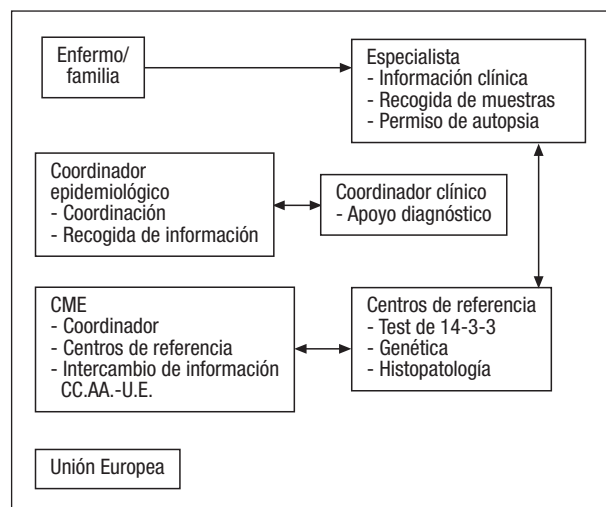 Enfermo/
familia
Especialista
- Información clínica
- Recogida de muestras
- Permiso de autopsia
Coordinador
epidemiológico
- Coordinación
- Recogida de información
Coordinador clínico
- Apoyo diagnóstico
CME
- Coordinador
- Centros de referencia
- Intercambio de información
CC.AA.-U.E.
Centros de referencia
- Test de 14-3-3
- Genética
- Histopatología
Unión Europea